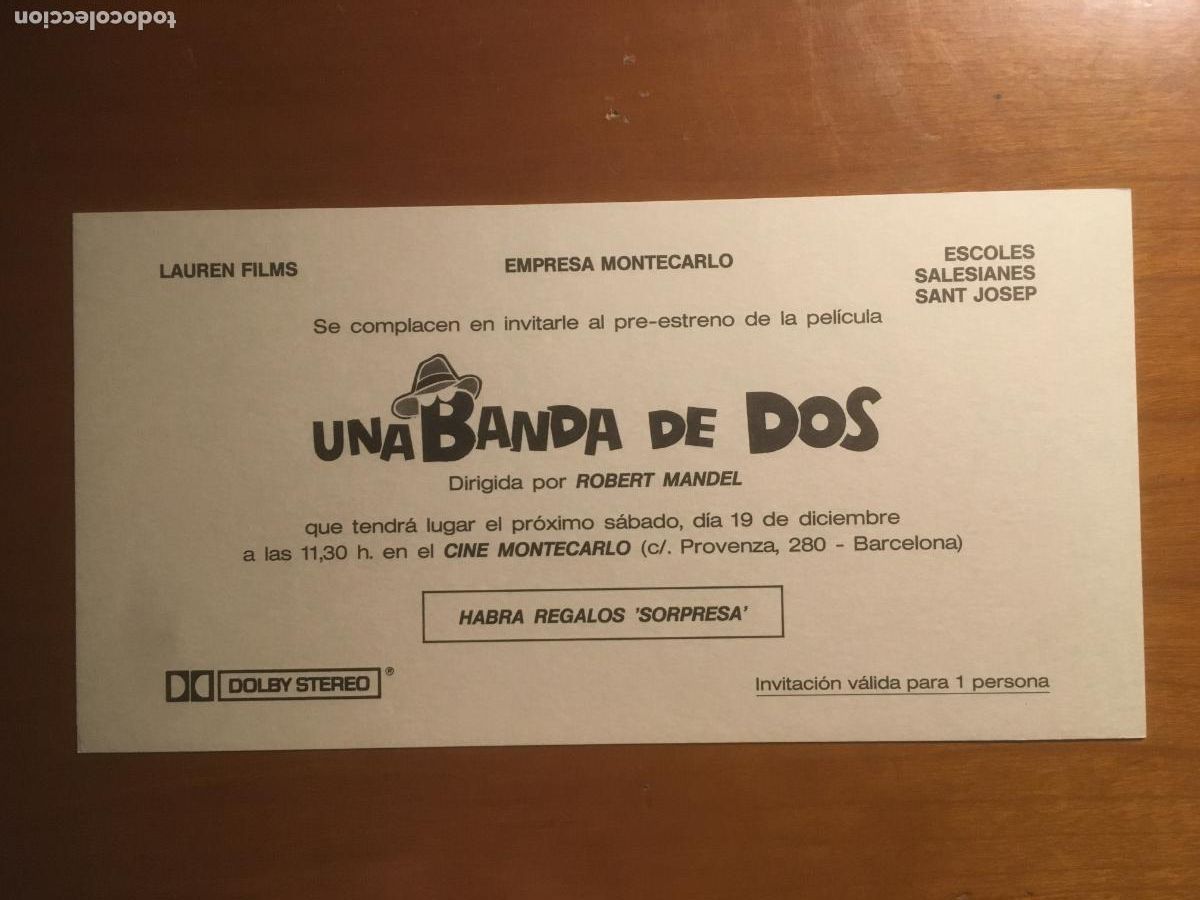 todocoleccion
LAUREN FILMS
EMPRESA MONTECARLO
ESCOLES
SALESIANES
SANT JOSEP
Se complacen en invitarle al pre-estreno de la película
UNA BANDA DE DOS
Dirigida por ROBERT MANDEL
que tendrá lugar el próximo sábado, día 19 de diciembre
a las 11,30 h. en el CINE MONTECARLO (c/. Provenza, 280 - Barcelona)
HABRA REGALOS 'SORPRESA'
DOLBY STEREO ®
Invitación válida para 1 persona